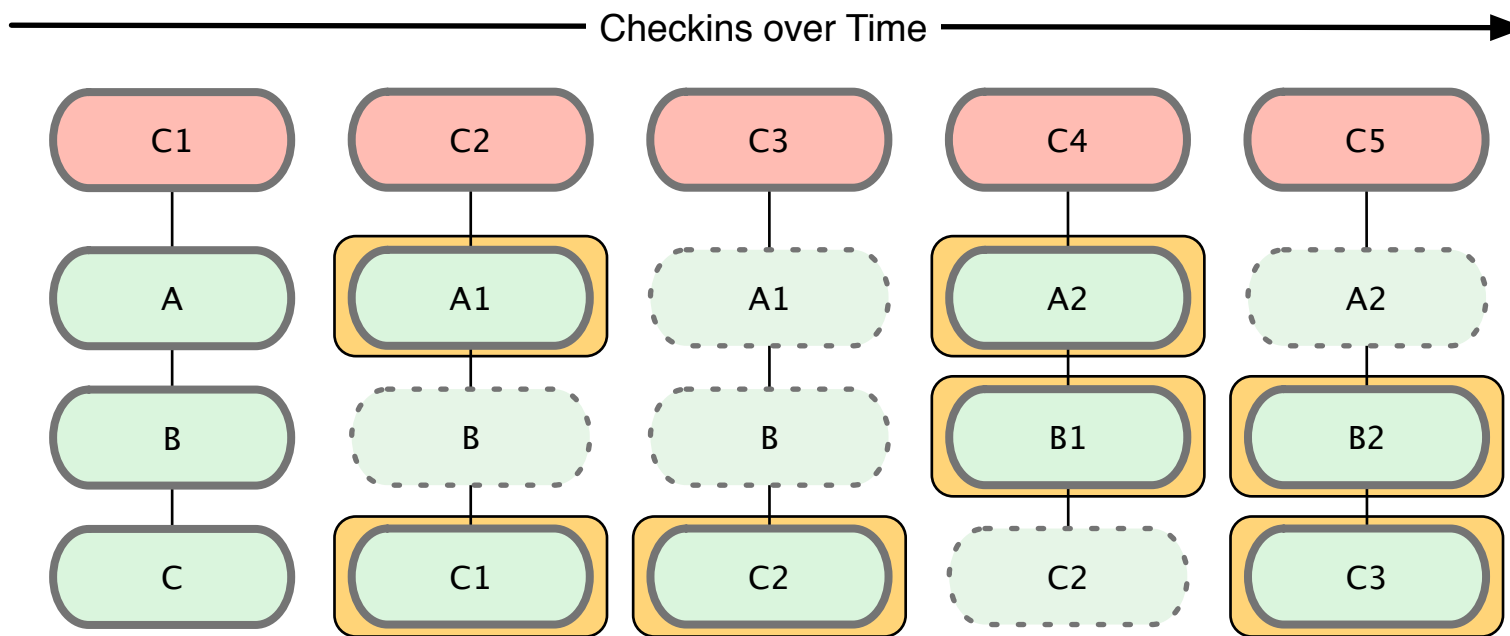 Checkins over Time
C1 C2 C3 C4 C5
A A1 A1 A2 A2
B B B B1 B2
C C1 C2 C2 C3